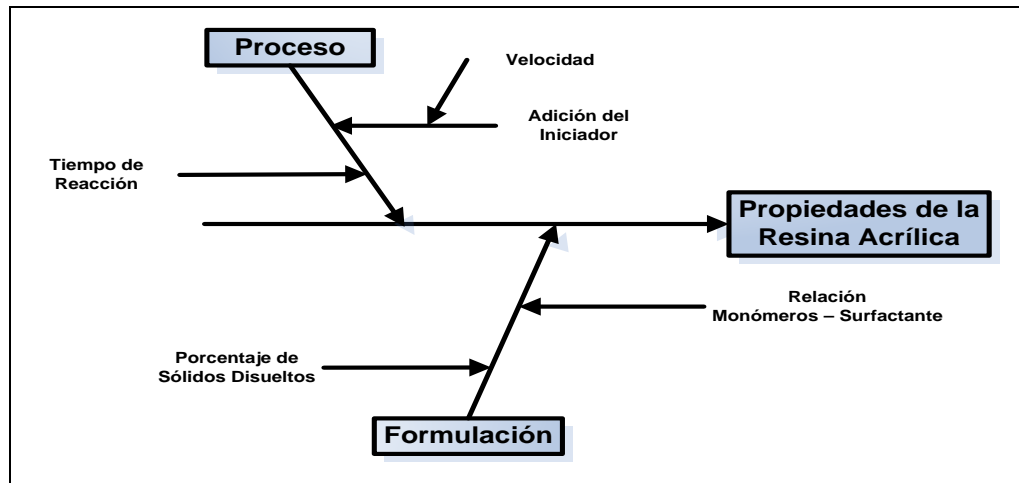 Proceso
Velocidad
Adición del
Iniciador
Tiempo de
Reacción
Propiedades de la
Resina Acrílica
Relación
Monómeros – Surfactante
Porcentaje de
Sólidos Disueltos
Formulación